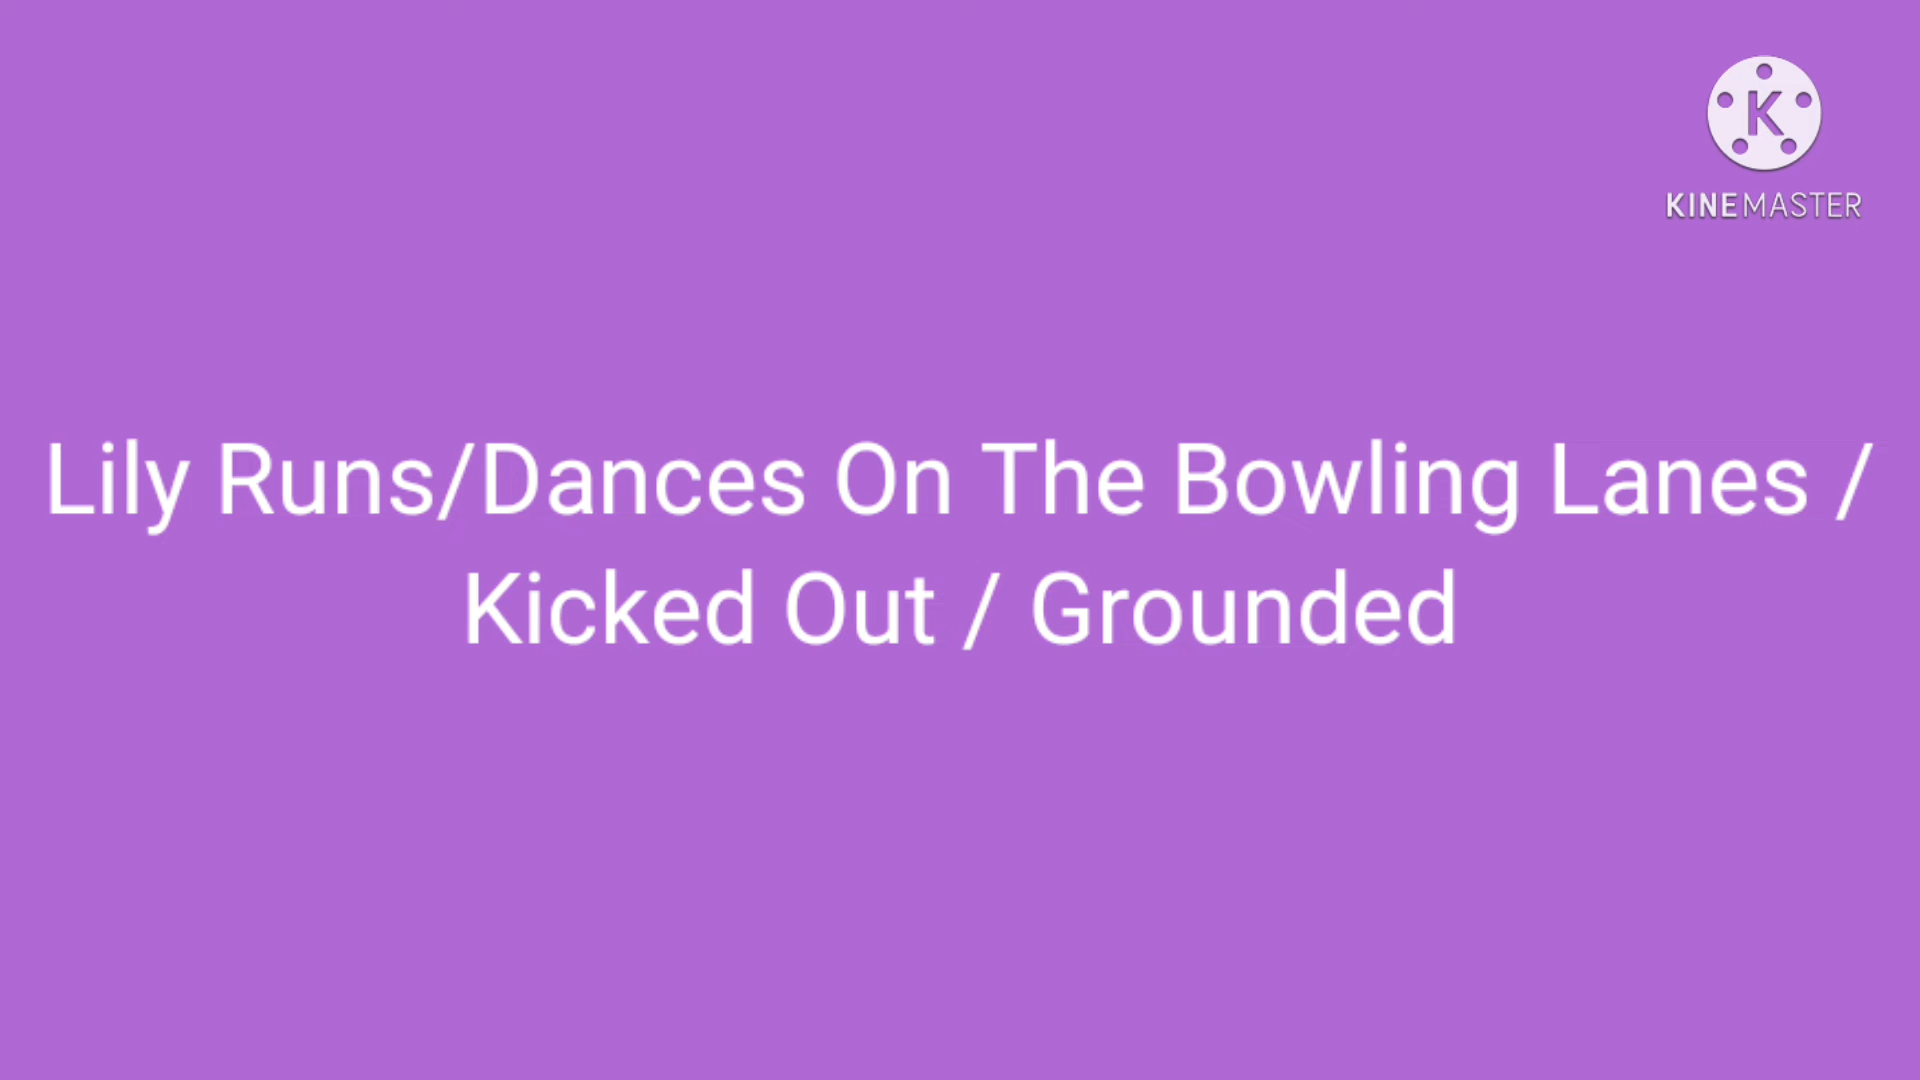 K
KINEMASTER
Lily Runs/Dances On The Bowling Lanes /
Kicked Out / Grounded